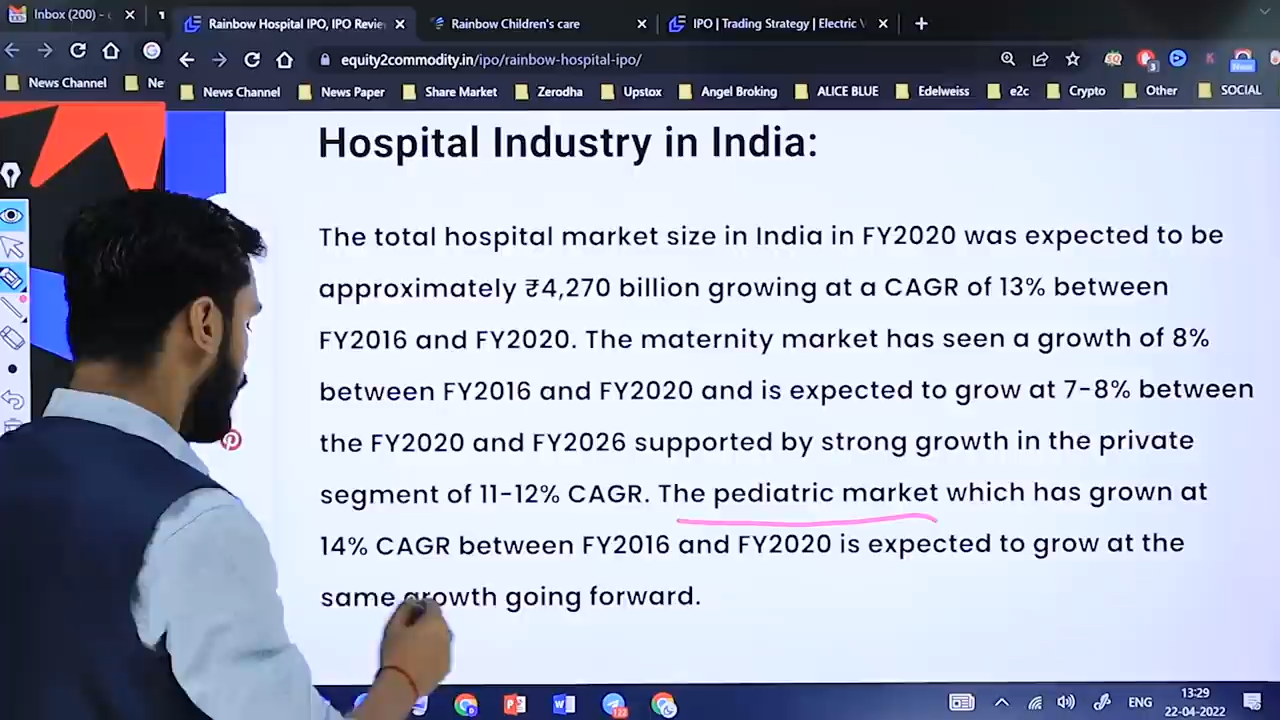 Inbox (200) -
Rainbow Hospital IPO, IPO Revie
Rainbow Children's care
IPO | Trading Strategy | Electric V
equity2commodity.in/ipo/rainbow-hospital-ipo/
3
New
News Channel
Ne
News Channel
News Paper
Share Market
Zerodha
Upstox
Angel Broking
ALICE BLUE
Edelweiss
e2c
Crypto
Other
SOCIAL
Hospital Industry in India:
The total hospital market size in India in FY2020 was expected to be
approximately ₹4,270 billion growing at a CAGR of 13% between
FY2016 and FY2020. The maternity market has seen a growth of 8%
between FY2016 and FY2020 and is expected to grow at 7-8% between
the FY2020 and FY2026 supported by strong growth in the private
segment of 11-12% CAGR. The pediatric market which has grown at
14% CAGR between FY2016 and FY2020 is expected to grow at the
same growth going forward.
122
ENG
13:29
22-04-2022